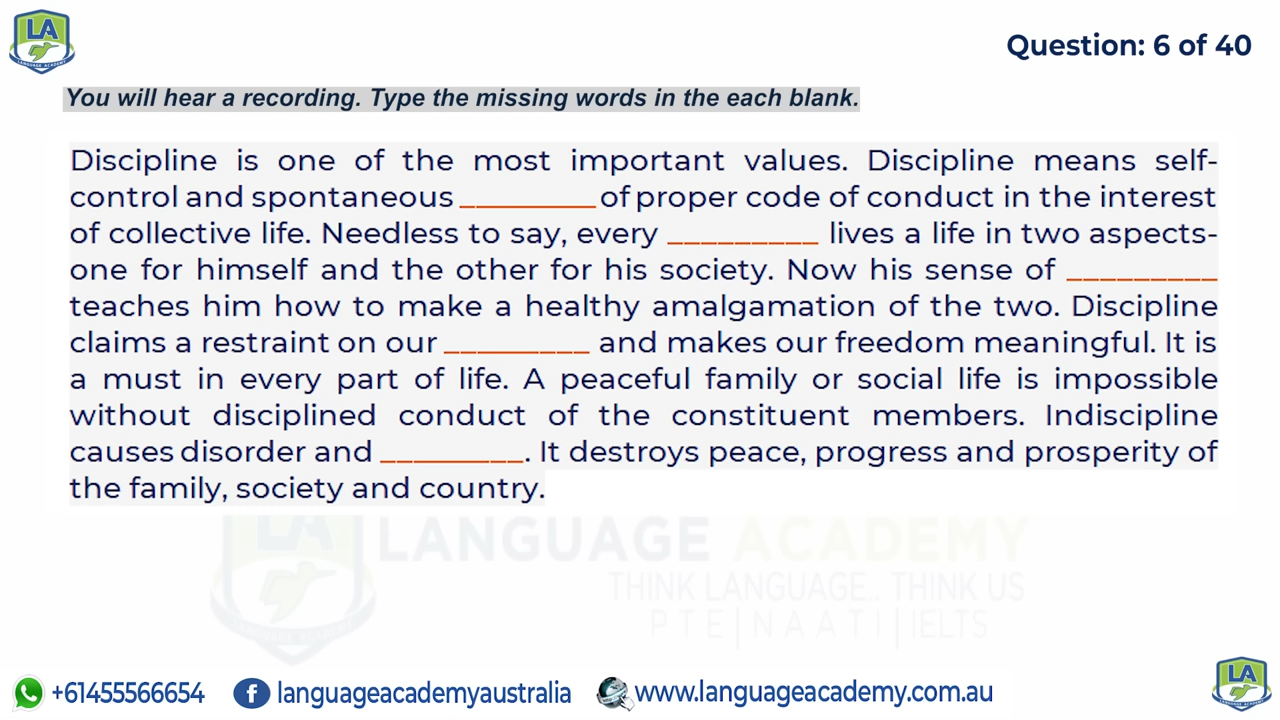 LA
Question: 6 of 40
You will hear a recording. Type the missing words in the each blank.
Discipline is one of the most important values. Discipline means self-
control and spontaneous _________ of proper code of conduct in the interest
of collective life. Needless to say, every _________ lives a life in two aspects-
one for himself and the other for his society. Now his sense of _________
teaches him how to make a healthy amalgamation of the two. Discipline
claims a restraint on our _________ and makes our freedom meaningful. It is
a must in every part of life. A peaceful family or social life is impossible
without disciplined conduct of the constituent members. Indiscipline
causes disorder and _________. It destroys peace, progress and prosperity of
the family, society and country.
LA LANGUAGE ACADEMY
THINK LANGUAGE.. THINK US
PTE|NAATI|IELTS
+61455566654 languageacademyaustralia www.languageacademy.com.au
LA